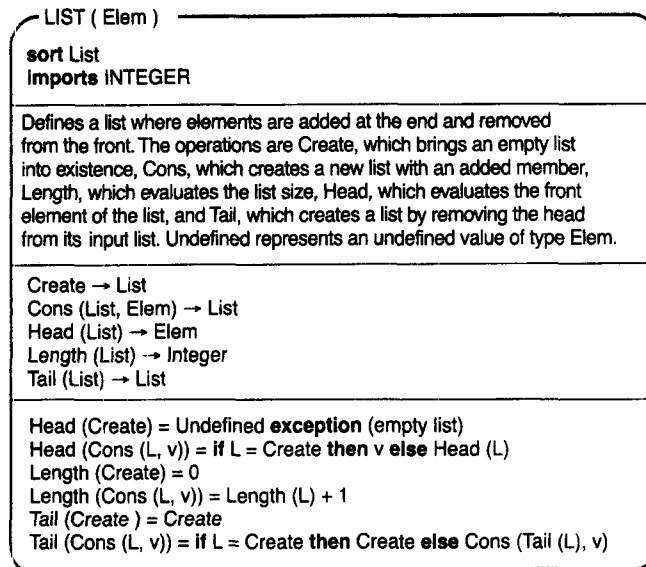 LIST ( Elem )
sort List
imports INTEGER
Defines a list where elements are added at the end and removed
from the front. The operations are Create, which brings an empty list
into existence, Cons, which creates a new list with an added member,
Length, which evaluates the list size, Head, which evaluates the front
element of the list, and Tail, which creates a list by removing the head
from its input list. Undefined represents an undefined value of type Elem.
Create → List
Cons (List, Elem) → List
Head (List) → Elem
Length (List) → Integer
Tail (List) → List
Head (Create) = Undefined exception (empty list)
Head (Cons (L, v)) = if L = Create then v else Head (L)
Length (Create) = 0
Length (Cons (L, v)) = Length (L) + 1
Tail (Create ) = Create
Tail (Cons (L, v)) = if L = Create then Create else Cons (Tail (L), v)